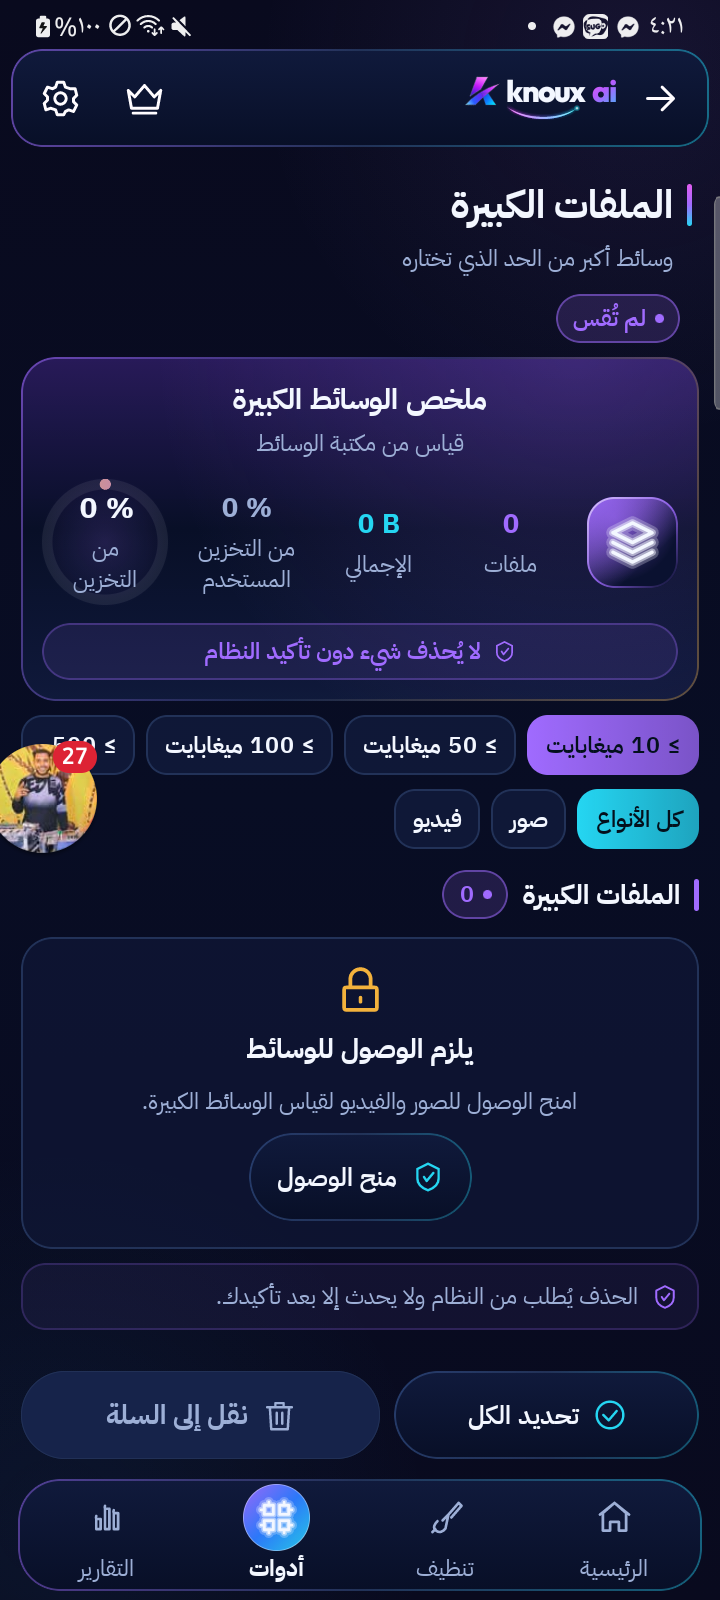 ٤:٢١
%١٠٠
knoux ai
الملفات الكبيرة
وسائط أكبر من الحد الذي تختاره
لم تُقس
ملخص الوسائط الكبيرة
قياس من مكتبة الوسائط
0
ملفات
0 B
الإجمالي
0 %
من التخزين
المستخدم
0 %
من
التخزين
لا يُحذف شيء دون تأكيد النظام
≥ 10 ميغابايت
≥ 50 ميغابايت
≥ 100 ميغابايت
≥ 500
27
كل الأنواع
صور
فيديو
الملفات الكبيرة
0
يلزم الوصول للوسائط
امنح الوصول للصور والفيديو لقياس الوسائط الكبيرة.
منح الوصول
الحذف يُطلب من النظام ولا يحدث إلا بعد تأكيدك.
تحديد الكل
نقل إلى السلة
الرئيسية
تنظيف
أدوات
التقارير